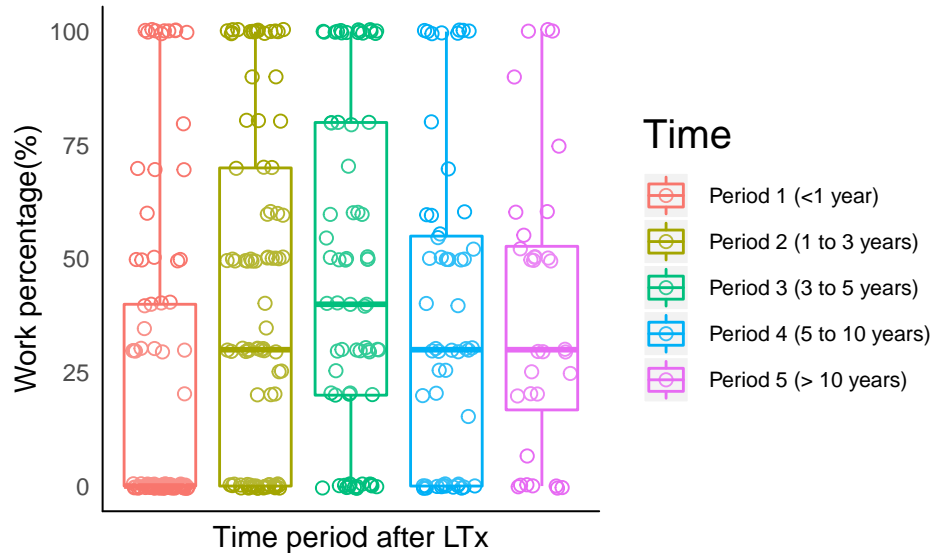 Work percentage(%)
100
75
50
25
0
Time period after LTx
Time
Period 1 (<1 year)
Period 2 (1 to 3 years)
Period 3 (3 to 5 years)
Period 4 (5 to 10 years)
Period 5 (> 10 years)